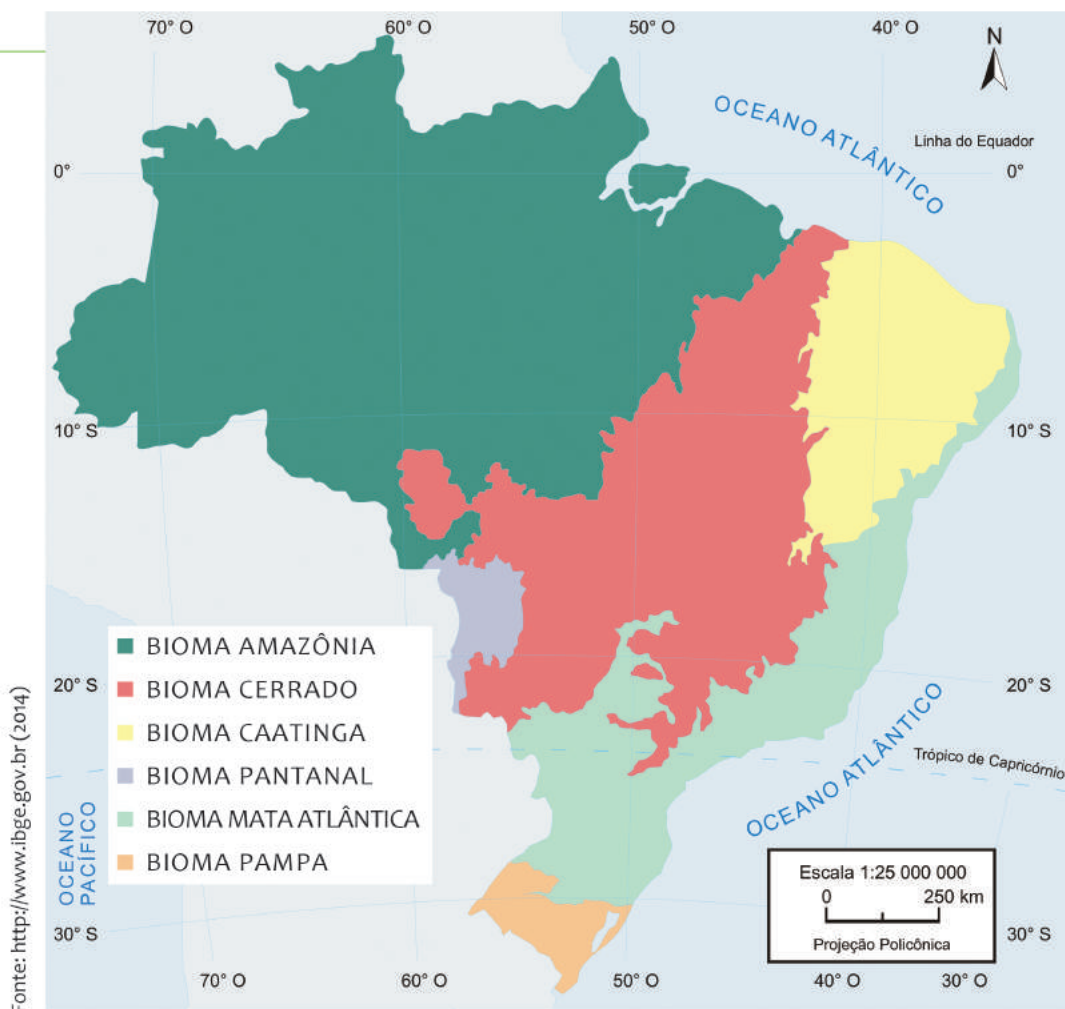 70° O 60° O 50° O 40° O
N
OCEANO ATLÂNTICO
Linha do Equador
0° 0°
10° S 10° S
BIOMA AMAZÔNIA
BIOMA CERRADO
BIOMA CAATINGA
BIOMA PANTANAL
BIOMA MATA ATLÂNTICA
BIOMA PAMPA
20° S 20° S
OCEANO ATLÂNTICO
Trópico de Capricórnio
OCEANO
PACÍFICO
Escala 1:25 000 000
0 250 km
Projeção Policônica
30° S 30° S
70° O 60° O 50° O 40° O 30° O
Fonte: http://www.ibge.gov.br (2014)